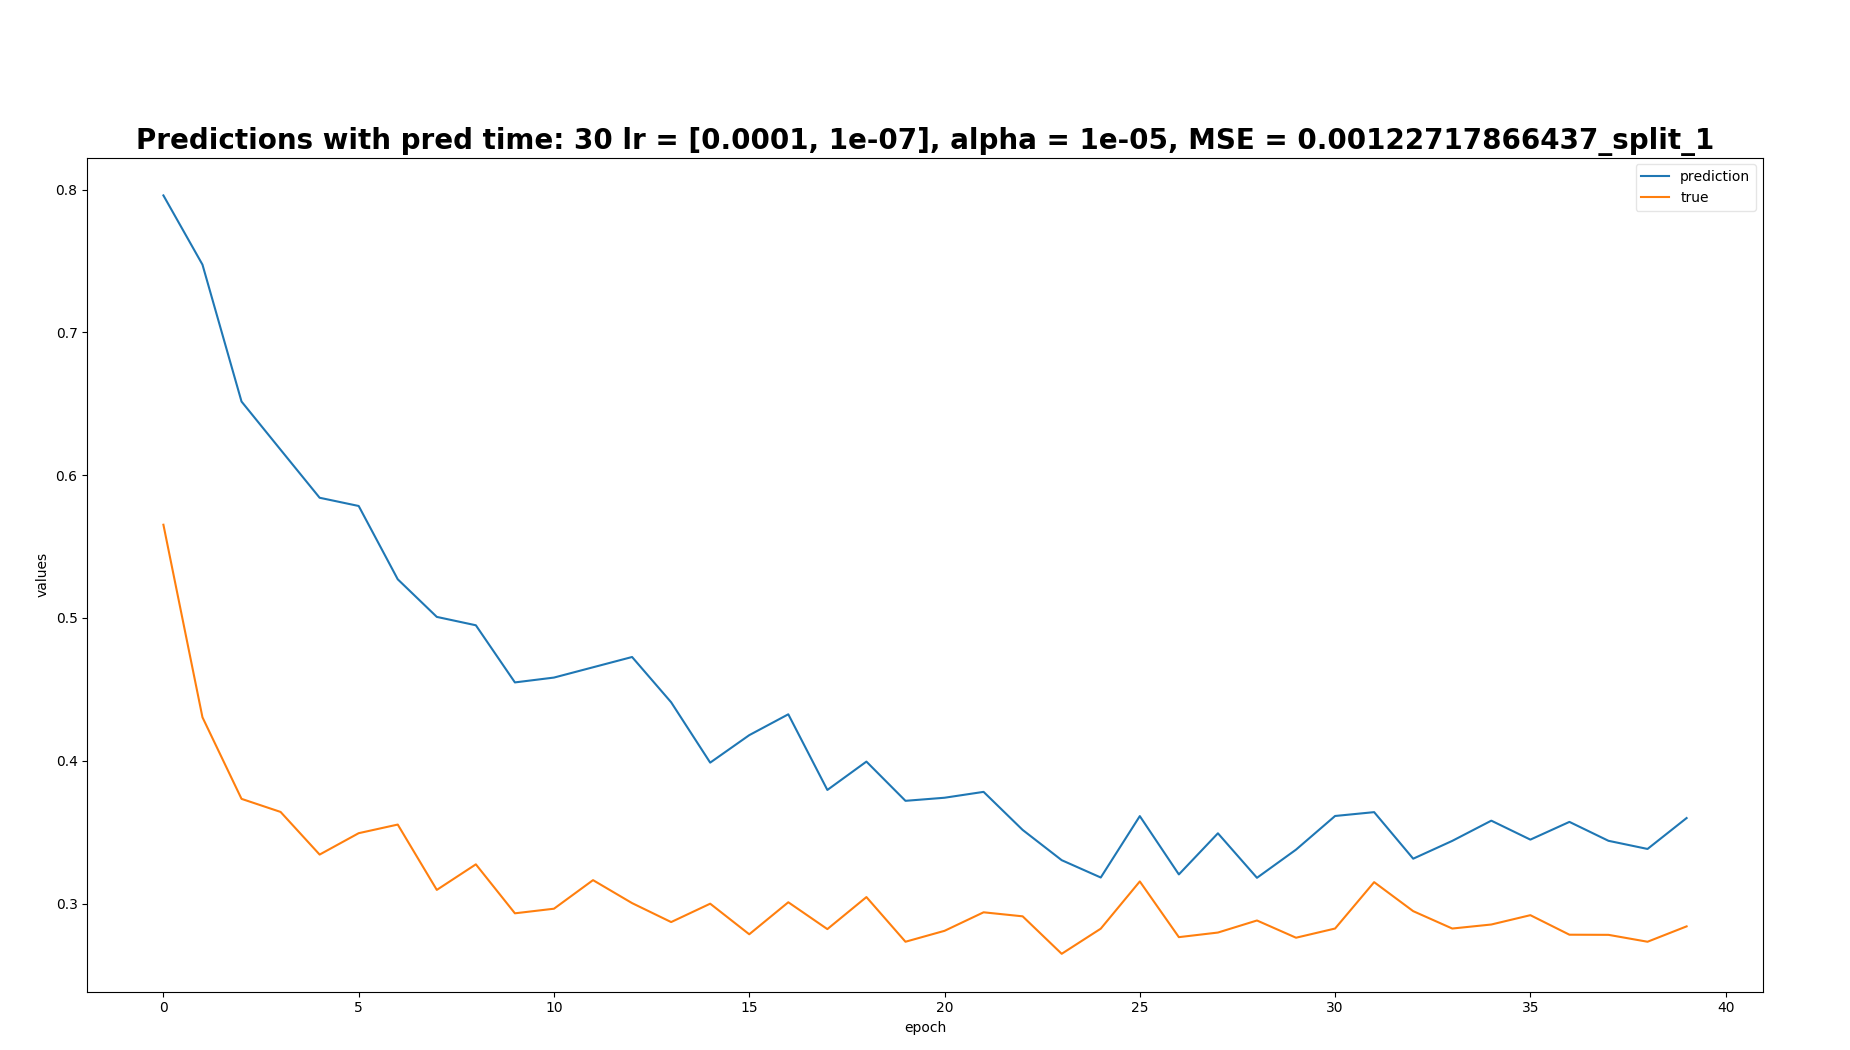 Predictions with pred time: 30 lr = [0.0001, 1e-07], alpha = 1e-05, MSE = 0.00122717866437_split_1
prediction
true
0.8
0.7
0.6
0.5
0.4
0.3
values
0 5 10 15 20 25 30 35 40
epoch